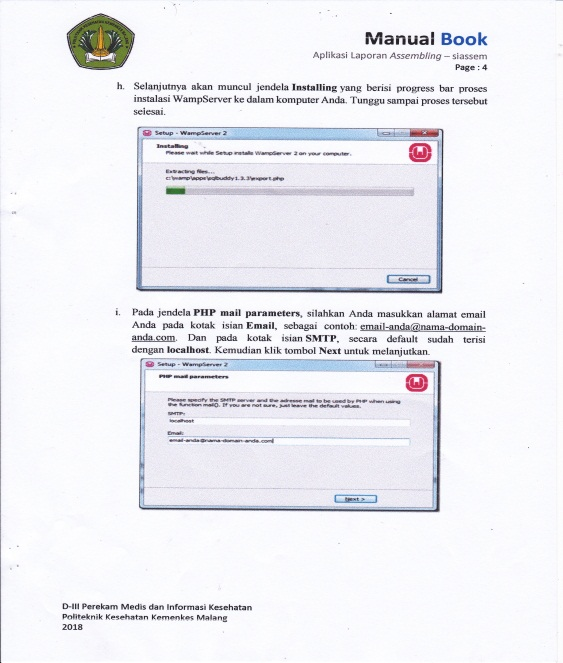 Manual Book
Aplikasi Laporan Assembling – siassem
Page : 4
h. Selanjutnya akan muncul jendela Installing yang berisi progress bar proses
instalasi WampServer ke dalam komputer Anda. Tunggu sampai proses tersebut
selesai.
Setup - WampServer 2
Installing
Please wait while Setup installs WampServer 2 on your computer.
Extracting files...
c:\wamp\apps\sqlbuddy1.3.3\export.php
Cancel
i. Pada jendela PHP mail parameters, silahkan Anda masukkan alamat email
Anda pada kotak isian Email, sebagai contoh: email-anda@nama-domain-
anda.com. Dan pada kotak isian SMTP, secara default sudah terisi
dengan localhost. Kemudian klik tombol Next untuk melanjutkan.
Setup - WampServer 2
PHP mail parameters
Please specify the SMTP server and the adresse mail to be used by PHP when using
the function mail(). If you are not sure, just leave the default values.
SMTP:
localhost
Email:
email-anda@nama-domain-anda.com
Next >
D-III Perekam Medis dan Informasi Kesehatan
Politeknik Kesehatan Kemenkes Malang
2018